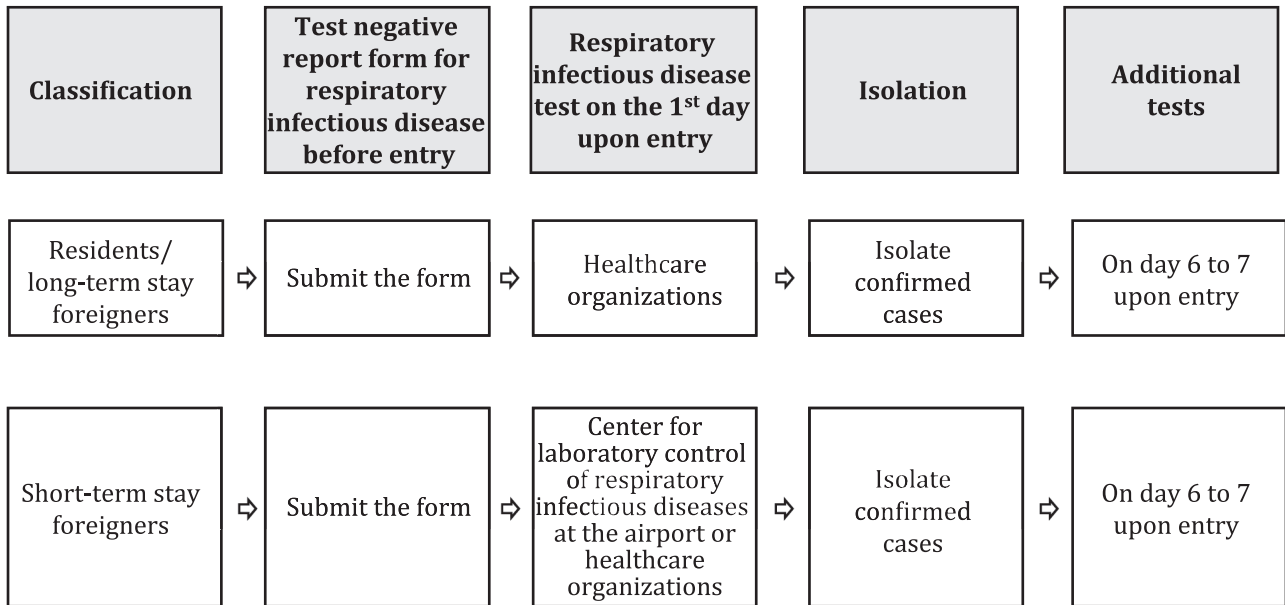 Classification
Test negative
report form for
respiratory
infectious disease
before entry
Respiratory
infectious disease
test on the 1st day
upon entry
Isolation
Additional
tests
Residents/
long-term stay
foreigners
Submit the form
Healthcare
organizations
Isolate
confirmed
cases
On day 6 to 7
upon entry
Short-term stay
foreigners
Submit the form
Center for
laboratory control
of respiratory
infectious diseases
at the airport or
healthcare
organizations
Isolate
confirmed
cases
On day 6 to 7
upon entry